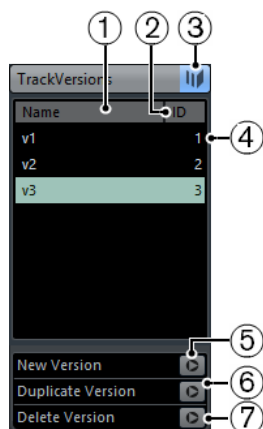 1 2 3
TrackVersions
Name ID
v1 1 4
v2 2
v3 3
5
New Version
6
Duplicate Version
Delete Version 7